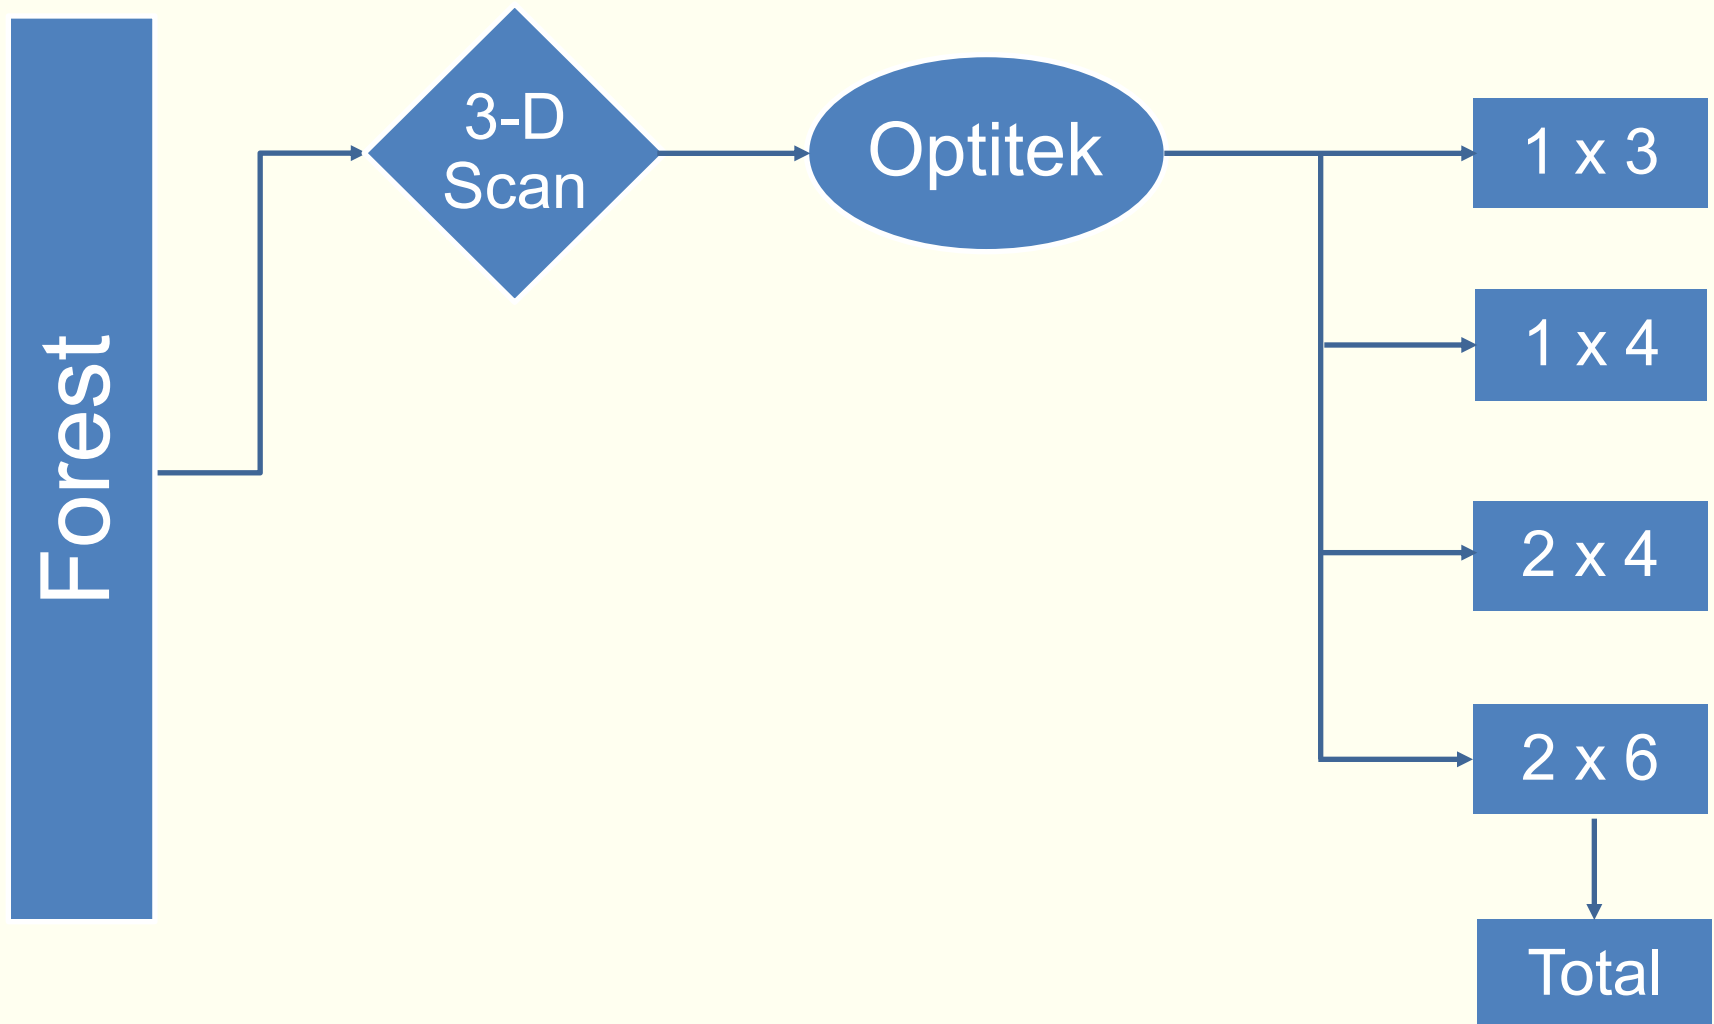 Forest
3-D
Scan
Optitek
1 x 3
1 x 4
2 x 4
2 x 6
Total